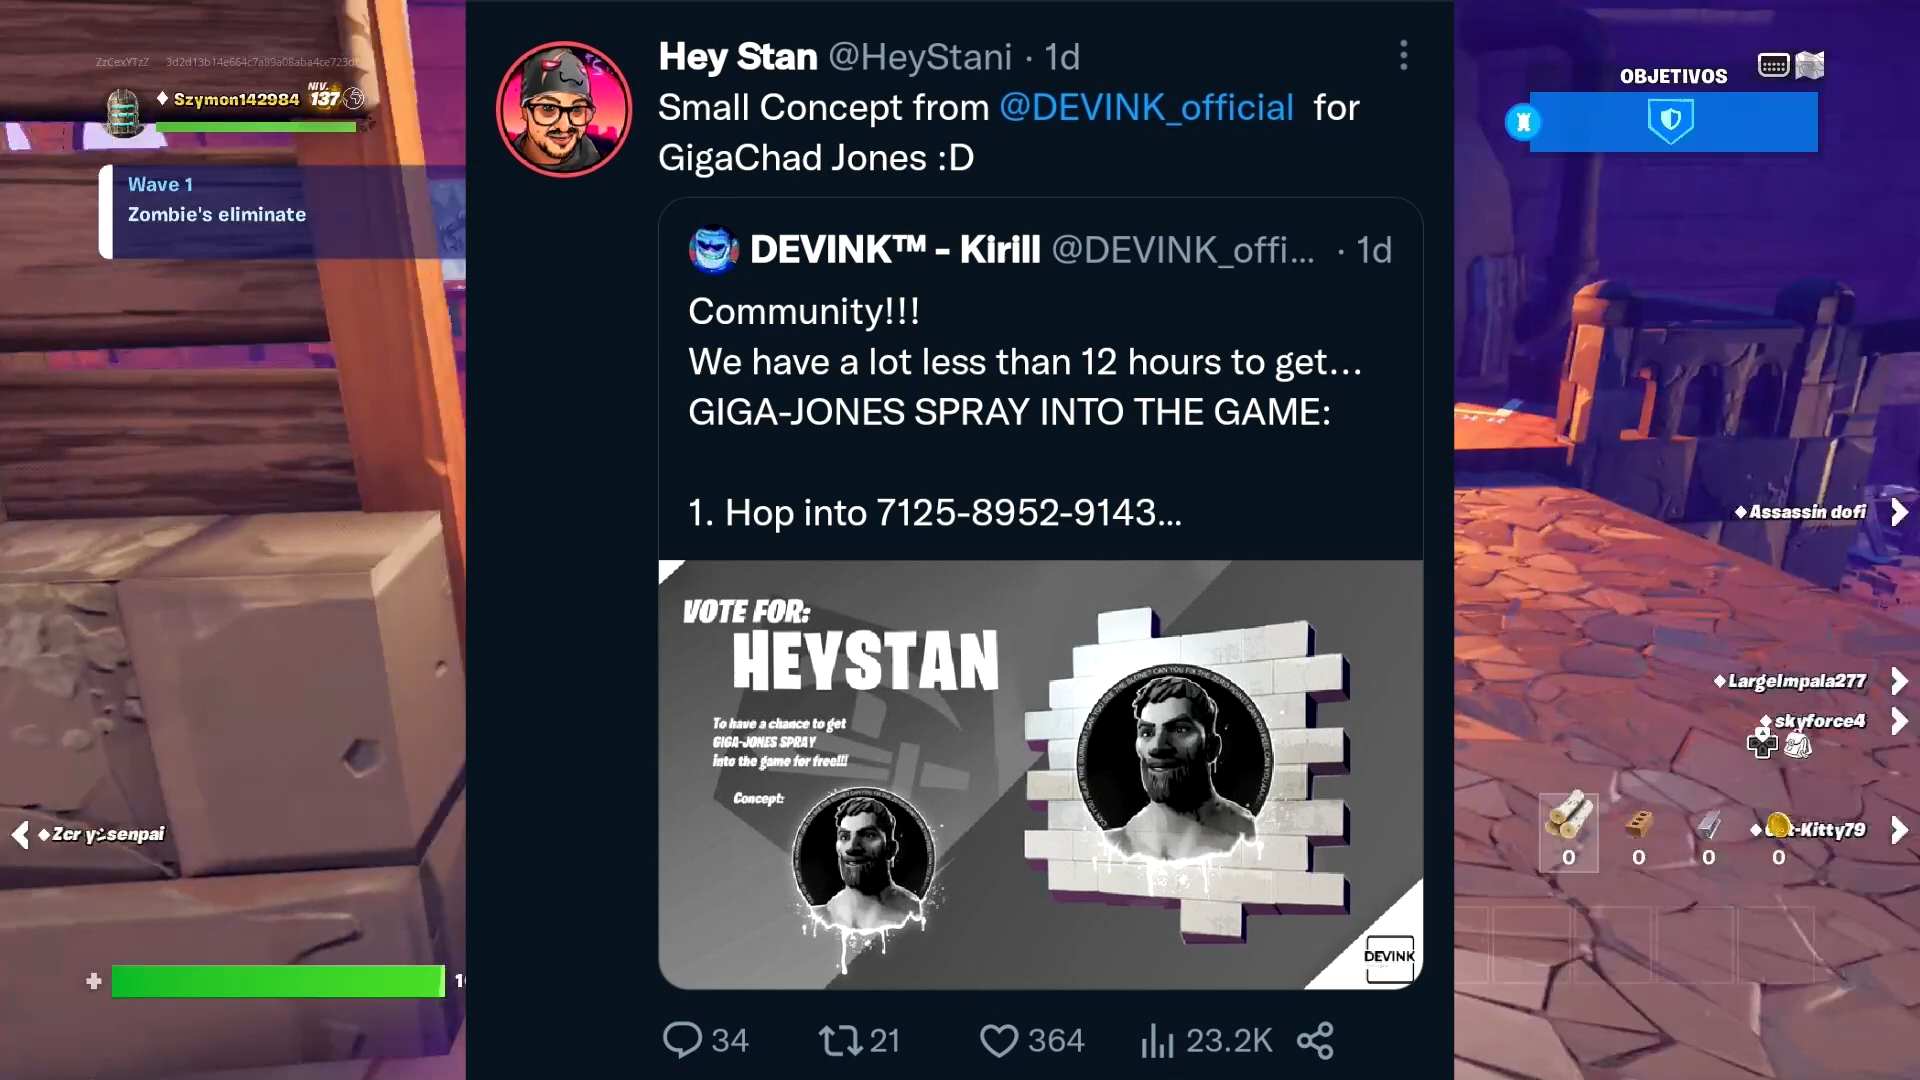 ZzCexYTzZ
Szymon142984 NIV. 137
Wave 1
Zombie's eliminate
Zcr y senpai
Hey Stan @HeyStani · 1d
Small Concept from @DEVINK_official for
GigaChad Jones :D
DEVINK™ - Kirill @DEVINK_offi... · 1d
Community!!!
We have a lot less than 12 hours to get...
GIGA-JONES SPRAY INTO THE GAME:
1. Hop into 7125-8952-9143...
VOTE FOR:
HEYSTAN
To have a chance to get
GIGA-JONES SPRAY
into the game for free!!!
Concept:
DEVINK
34 21 364 23.2K
OBJETIVOS
Assassin dofi
LargeImpala277
skyforce4
t-Kitty79
0 0 0 0